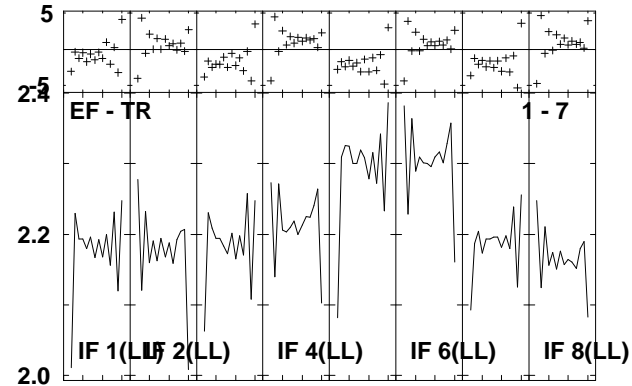 5
-5
2.4
EF - TR 1 - 7
2.2
IF 1(LL) IF 2(LL) IF 4(LL) IF 6(LL) IF 8(LL)
2.0